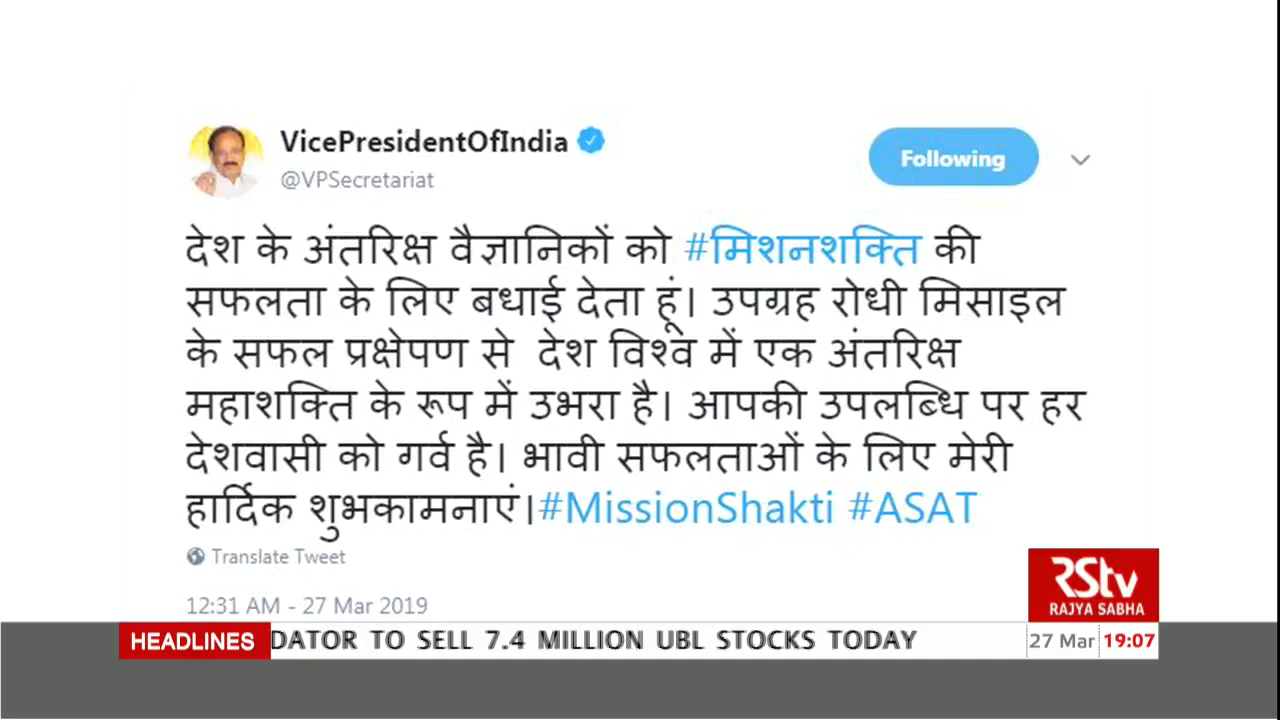 VicePresidentOfIndia
@VPSecretariat
Following
देश के अंतरिक्ष वैज्ञानिकों को #मिशनशक्ति की
सफलता के लिए बधाई देता हूं। उपग्रह रोधी मिसाइल
के सफल प्रक्षेपण से देश विश्व में एक अंतरिक्ष
महाशक्ति के रूप में उभरा है। आपकी उपलब्धि पर हर
देशवासी को गर्व है। भावी सफलताओं के लिए मेरी
हार्दिक शुभकामनाएं।#MissionShakti #ASAT
Translate Tweet
12:31 AM - 27 Mar 2019
RStv
RAJYA SABHA
HEADLINES DATOR TO SELL 7.4 MILLION UBL STOCKS TODAY
27 Mar 19:07